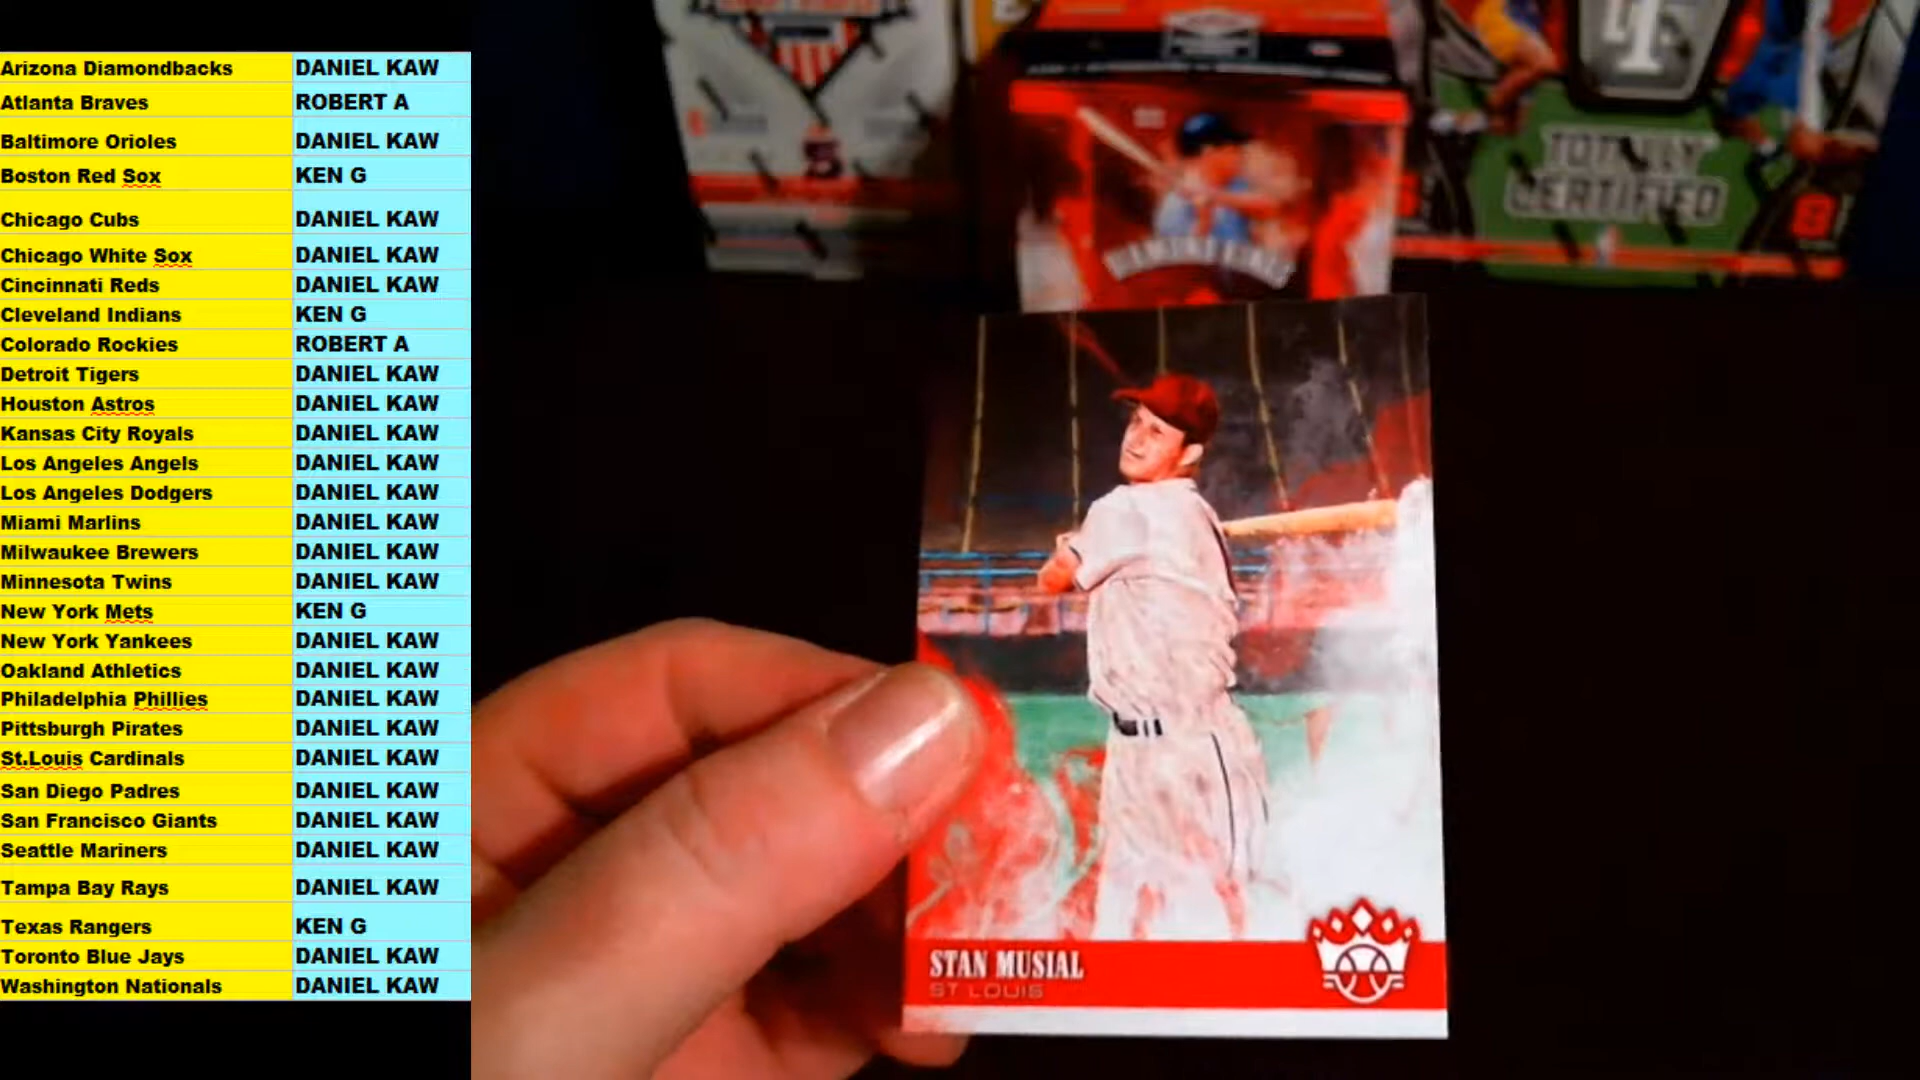 Arizona Diamondbacks DANIEL KAW
Atlanta Braves ROBERT A
Baltimore Orioles DANIEL KAW
Boston Red Sox KEN G
Chicago Cubs DANIEL KAW
Chicago White Sox DANIEL KAW
Cincinnati Reds DANIEL KAW
Cleveland Indians KEN G
Colorado Rockies ROBERT A
Detroit Tigers DANIEL KAW
Houston Astros DANIEL KAW
Kansas City Royals DANIEL KAW
Los Angeles Angels DANIEL KAW
Los Angeles Dodgers DANIEL KAW
Miami Marlins DANIEL KAW
Milwaukee Brewers DANIEL KAW
Minnesota Twins DANIEL KAW
New York Mets KEN G
New York Yankees DANIEL KAW
Oakland Athletics DANIEL KAW
Philadelphia Phillies DANIEL KAW
Pittsburgh Pirates DANIEL KAW
St.Louis Cardinals DANIEL KAW
San Diego Padres DANIEL KAW
San Francisco Giants DANIEL KAW
Seattle Mariners DANIEL KAW
Tampa Bay Rays DANIEL KAW
Texas Rangers KEN G
Toronto Blue Jays DANIEL KAW
Washington Nationals DANIEL KAW
TOTALLY
CERTIFIED
8
DIAMOND KINGS
STAN MUSIAL
ST LOUIS